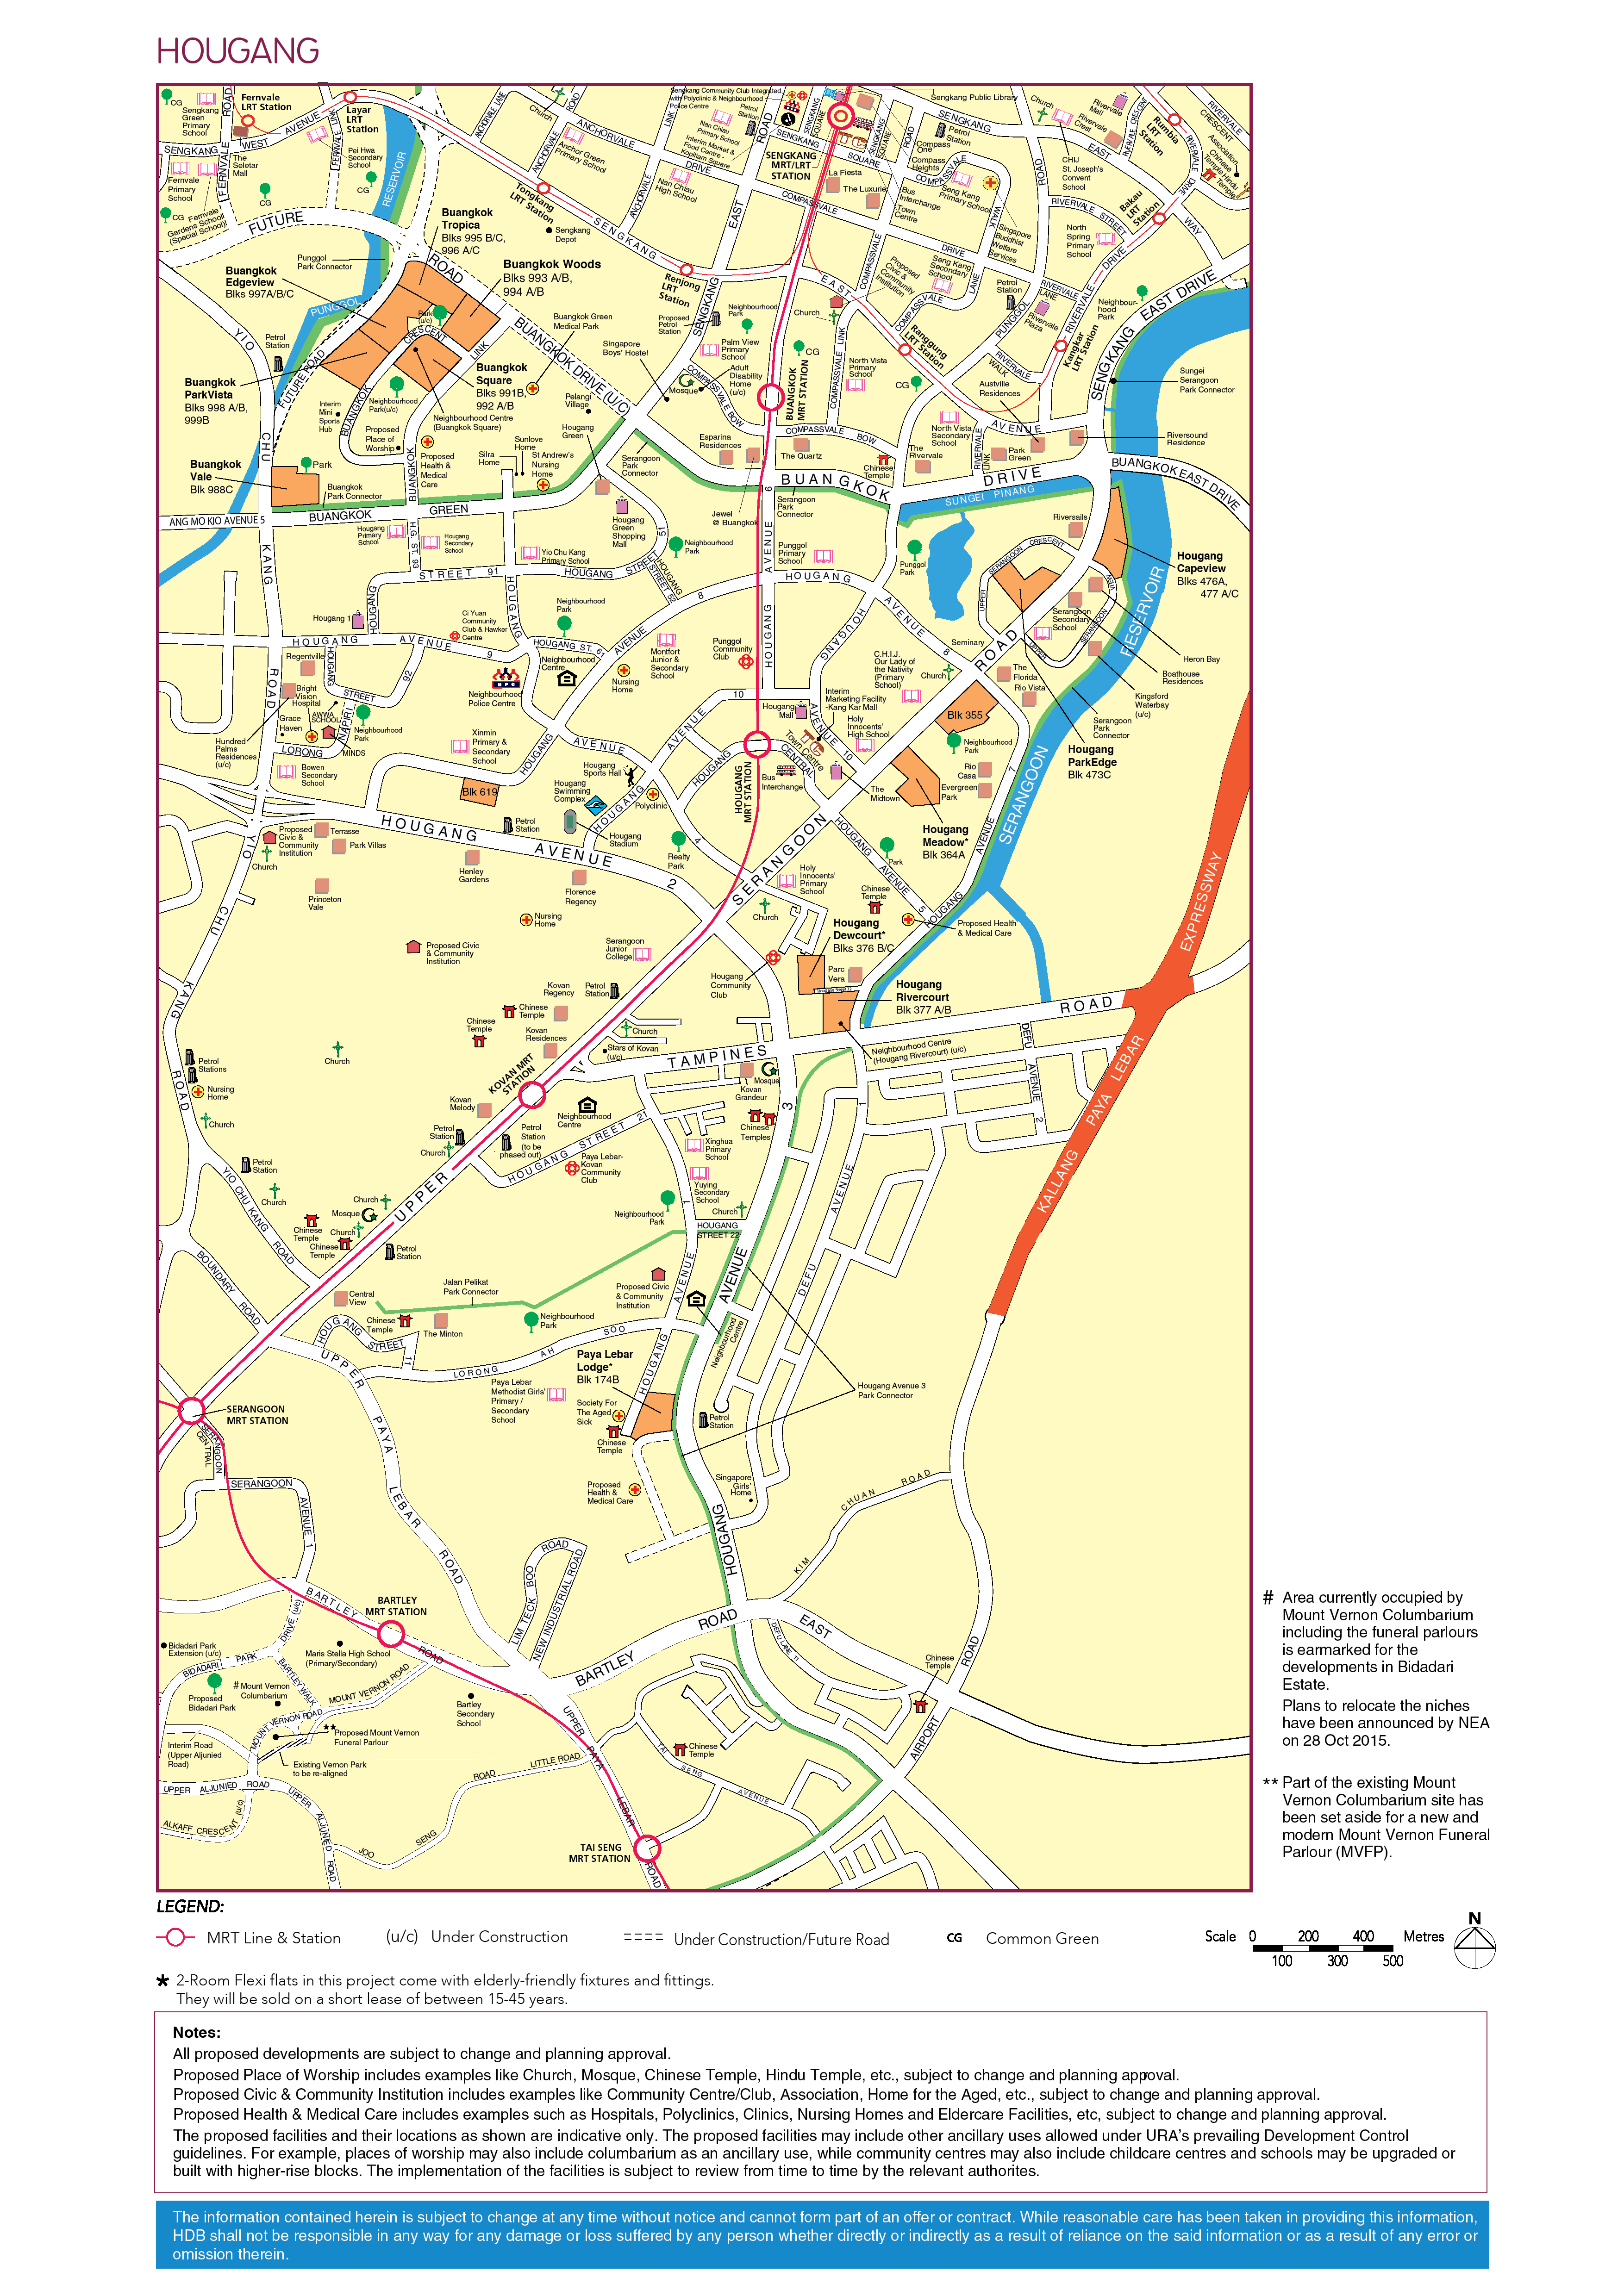 HOUGANG
CG
Sengkang
Green
Primary
School
Fernvale
LRT Station
Layar
LRT
Station
AVENUE
SENGKANG
WEST
The
Seletar
Mall
Pei Hwa
Secondary
School
RESERVOIR
Fernvale
Primary
School
CG
CG
CG
Fernvale
Gardens School
(Special School)
FUTURE
ROAD
Church
ANCHORVALE
Anchor Green
Primary School
Tongkang
LRT Station
SENGKANG
Sengkang
Depot
Sengkang Community Club Integrated
with Polyclinic & Neighbourhood
Police Centre
Petrol
Station
Nan Chiau
Primary School
Interim Market &
Food Centre -
Kopitiam Square
DRIVE
Nan Chiau
High School
SENGKANG
MRT/LRT
STATION
Sengkang Public Library
Petrol
Station
Compass
One
Compass
Heights
La Fiesta
The Luxurie
Bus
Interchange
Town
Centre
COMPASSVALE
Seng Kang
Primary School
Singapore
Buddhist
Welfare
Services
Church
Rivervale
Mall
Rivervale
Crest
CHIJ
St. Joseph's
Convent
School
Rumbia
LRT
Station
Bakau
LRT
Station
RIVERVALE STREET
North
Spring
Primary
School
Punggol
Park Connector
Buangkok
Tropica
Blks 995 B/C,
996 A/C
Buangkok Woods
Blks 993 A/B,
994 A/B
Buangkok
Edgeview
Blks 997A/B/C
PUNGGOL
Park
(u/c)
CRESCENT
LINK
BUANGKOK DRIVE (U/C)
Buangkok Green
Medical Park
Renjong
LRT
Station
Proposed
Petrol
Station
Neighbourhood
Park
Palm View
Primary
School
Singapore
Boys' Hostel
Adult
Disability
Home
(u/c)
Mosque
COMPASSVALE BOW
BUANGKOK
MRT STATION
Church
CG
COMPASSVALE LINK
North Vista
Primary
School
Proposed
Civic &
Community
Institution
Seng Kang
Secondary
School
Ranggung
LRT Station
CG
Petrol
Station
Rivervale
Plaza
Kangkar
LRT Station
Neighbour-
hood
Park
SENGKANG EAST DRIVE
Sungei
Serangoon
Park Connector
Austville
Residences
RIVERVALE
WALK
YIO
CHU
KANG
ROAD
Petrol
Station
FUTURE ROAD
Buangkok
ParkVista
Blks 998 A/B,
999B
Buangkok
Square
Blks 991B,
992 A/B
Neighbourhood
Park(u/c)
Neighbourhood Centre
(Buangkok Square)
Interim
Mini
Sports
Hub
Proposed
Place of
Worship
Proposed
Health &
Medical
Care
Pelangi
Village
Hougang
Green
Sunlove
Home
Silra
Home
St Andrew's
Nursing
Home
Serangoon
Park
Connector
Esparina
Residences
The Quartz
Jewel
@ Buangkok
Serangoon
Park
Connector
Chinese
Temple
The
Rivervale
North Vista
Secondary
School
Park
Green
AVENUE
Riversound
Residence
Buangkok
Vale
Blk 988C
Park
Buangkok
Park Connector
ANG MO KIO AVENUE 5
BUANGKOK
GREEN
BUANGKOK
DRIVE
SUNGEI PINANG
BUANGKOK EAST DRIVE
Hougang
Primary
School
Hougang
Secondary
School
Yio Chu Kang
Primary School
Hougang
Green
Shopping
Mall
Neighbourhood
Park
Punggol
Primary
School
Punggol
Park
Riversails
Hougang
Capeview
Blks 476A,
477 A/C
STREET 91
HOUGANG
Hougang 1
HOUGANG
AVENUE
9
Ci Yuan
Community
Club & Hawker
Centre
Neighbourhood
Park
HOUGANG ST. 61
Neighbourhood
Centre
Neighbourhood
Police Centre
Nursing
Home
Montfort
Junior &
Secondary
School
Punggol
Community
Club
C.H.I.J.
Our Lady of
the Nativity
(Primary
School)
Seminary
Church
Serangoon
Secondary
School
RESERVOIR
Heron Bay
Boathouse
Residences
Kingsford
Waterbay
(u/c)
Serangoon
Park
Connector
The
Florida
Rio Vista
Regentville
Bright
Vision
Hospital
Grace
Haven
AWWA
SCHOOL
MINDS
Neighbourhood
Park
Hundred
Palms
Residences
(u/c)
LORONG
Bowen
Secondary
School
Xinmin
Primary &
Secondary
School
Blk 619
Hougang
Sports Hall
Hougang
Swimming
Complex
Polyclinic
Hougang
Stadium
Petrol
Station
HOUGANG
MRT STATION
Hougang
Mall
Bus
Interchange
Town Centre
Interim
Marketing Facility
-Kang Kar Mall
Holy
Innocents'
High School
The
Midtown
Blk 355
Neighbourhood
Park
Rio
Casa
Evergreen
Park
Hougang
ParkEdge
Blk 473C
Hougang
Meadow*
Blk 364A
SERANGOON
HOUGANG
AVENUE
2
Proposed
Civic &
Community
Institution
Church
Terrasse
Park Villas
Princeton
Vale
Henley
Gardens
Florence
Regency
Nursing
Home
Realty
Park
Holy
Innocents'
Primary
School
Church
Park
Chinese
Temple
Proposed Health
& Medical Care
Hougang
Dewcourt*
Blks 376 B/C
Parc
Vera
Hougang
Rivercourt
Blk 377 A/B
Neighbourhood Centre
(Hougang Rivercourt) (u/c)
Proposed Civic
& Community
Institution
Serangoon
Junior
College
Hougang
Community
Club
Kovan
Regency
Petrol
Station
Chinese
Temple
Chinese
Temple
Kovan
Residences
Church
Stars of Kovan
(u/c)
TAMPINES
ROAD
KALLANG PAYA LEBAR EXPRESSWAY
DEFU
AVENUE
2
Church
Petrol
Stations
Nursing
Home
Church
KOVAN MRT
STATION
Kovan
Melody
Petrol
Station
Church
Petrol
Station
(to be
phased out)
Neighbourhood
Centre
HOUGANG STREET 21
Paya Lebar-
Kovan
Community
Club
Mosque
Kovan
Grandeur
Chinese
Temples
Xinghua
Primary
School
Yuying
Secondary
School
Church
Petrol
Station
Church
YIO CHU KANG ROAD
Chinese
Temple
Church
Mosque
Church
Chinese
Temple
UPPER
Petrol
Station
Neighbourhood
Park
HOUGANG
STREET 22
BOUNDARY ROAD
Central
View
Jalan Pelikat
Park Connector
Chinese
Temple
The Minton
Neighbourhood
Park
Proposed Civic
& Community
Institution
Neighbourhood
Centre
HOUGANG
STREET
11
LORONG AH SOO
Paya Lebar
Lodge*
Blk 174B
Paya Lebar
Methodist Girls'
Primary /
Secondary
School
Society For
The Aged
Sick
Chinese
Temple
Petrol
Station
Hougang Avenue 3
Park Connector
SERANGOON
MRT STATION
SERANGOON
CENTRAL
SERANGOON
AVENUE 1
UPPER
PAYA
LEBAR
ROAD
Proposed
Health &
Medical Care
Singapore
Girls'
Home
HOUGANG
AVENUE
3
KIM CHUAN ROAD
LIM TECK BOO ROAD
NEW INDUSTRIAL ROAD
BARTLEY
MRT STATION
BARTLEY ROAD
Bidadari Park
Extension (u/c)
BIDADARI PARK DRIVE (u/c)
Maris Stella High School
(Primary/Secondary)
# Mount Vernon
Columbarium
Proposed
Bidadari Park
BARTLEY WALK
MOUNT VERNON ROAD
MOUNT VERNON ROAD
**
Proposed Mount Vernon
Funeral Parlour
Bartley
Secondary
School
Interim Road
(Upper Aljunied
Road)
Existing Vernon Park
to be re-aligned
UPPER ALJUNIED ROAD
UPPER ALJUNIED ROAD
ALKAFF CRESCENT (u/c)
JOO SENG ROAD
LITTLE ROAD
BARTLEY ROAD EAST
DEFU LANE 11
Chinese
Temple
AIRPORT ROAD
Chinese
Temple
TAI SENG AVENUE
UPPER PAYA LEBAR ROAD
TAI SENG
MRT STATION
# Area currently occupied by
Mount Vernon Columbarium
including the funeral parlours
is earmarked for the
developments in Bidadari
Estate.
Plans to relocate the niches
have been announced by NEA
on 28 Oct 2015.
** Part of the existing Mount
Vernon Columbarium site has
been set aside for a new and
modern Mount Vernon Funeral
Parlour (MVFP).
LEGEND:
MRT Line & Station
(u/c) Under Construction
Under Construction/Future Road
CG Common Green
Scale 0 200 400 Metres
100 300 500
N
* 2-Room Flexi flats in this project come with elderly-friendly fixtures and fittings.
They will be sold on a short lease of between 15-45 years.
Notes:
All proposed developments are subject to change and planning approval.
Proposed Place of Worship includes examples like Church, Mosque, Chinese Temple, Hindu Temple, etc., subject to change and planning approval.
Proposed Civic & Community Institution includes examples like Community Centre/Club, Association, Home for the Aged, etc., subject to change and planning approval.
Proposed Health & Medical Care includes examples such as Hospitals, Polyclinics, Clinics, Nursing Homes and Eldercare Facilities, etc, subject to change and planning approval.
The proposed facilities and their locations as shown are indicative only. The proposed facilities may include other ancillary uses allowed under URA's prevailing Development Control
guidelines. For example, places of worship may also include columbarium as an ancillary use, while community centres may also include childcare centres and schools may be upgraded or
built with higher-rise blocks. The implementation of the facilities is subject to review from time to time by the relevant authorites.
The information contained herein is subject to change at any time without notice and cannot form part of an offer or contract. While reasonable care has been taken in providing this information,
HDB shall not be responsible in any way for any damage or loss suffered by any person whether directly or indirectly as a result of reliance on the said information or as a result of any error or
omission therein.